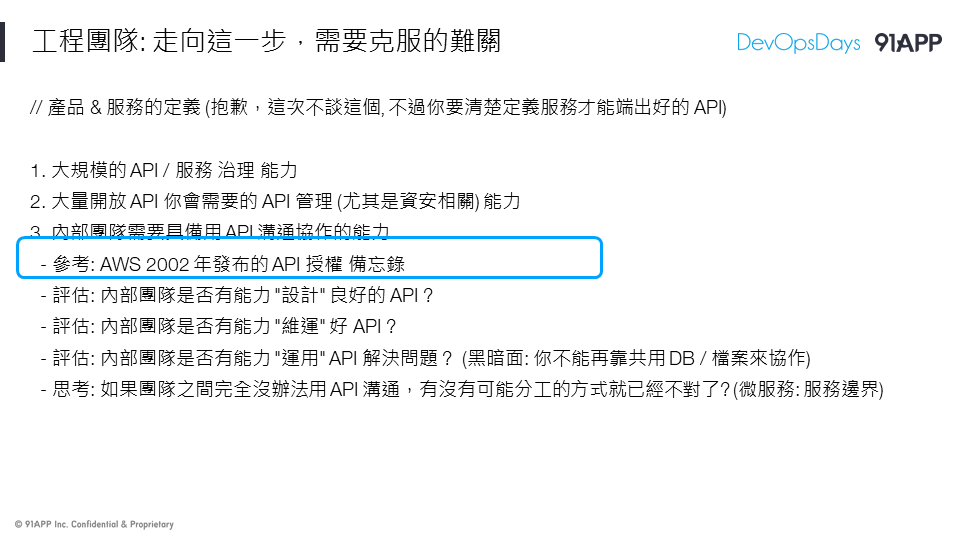 工程團隊: 走向這一步，需要克服的難關
DevOpsDays 91APP
// 產品 & 服務的定義 (抱歉，這次不談這個, 不過你要清楚定義服務才能端出好的 API)
1. 大規模的 API / 服務 治理 能力
2. 大量開放 API 你會需要的 API 管理 (尤其是資安相關) 能力
3. 內部團隊需要具備用 API 溝通協作的能力
- 參考: AWS 2002 年發布的 API 授權 備忘錄
- 評估: 內部團隊是否有能力 "設計" 良好的 API ?
- 評估: 內部團隊是否有能力 "維運" 好 API ?
- 評估: 內部團隊是否有能力 "運用" API 解決問題？ (黑暗面: 你不能再靠共用 DB / 檔案來協作)
- 思考: 如果團隊之間完全沒辦法用 API 溝通，有沒有可能分工的方式就已經不對了? (微服務: 服務邊界)
© 91APP Inc. Confidential & Proprietary